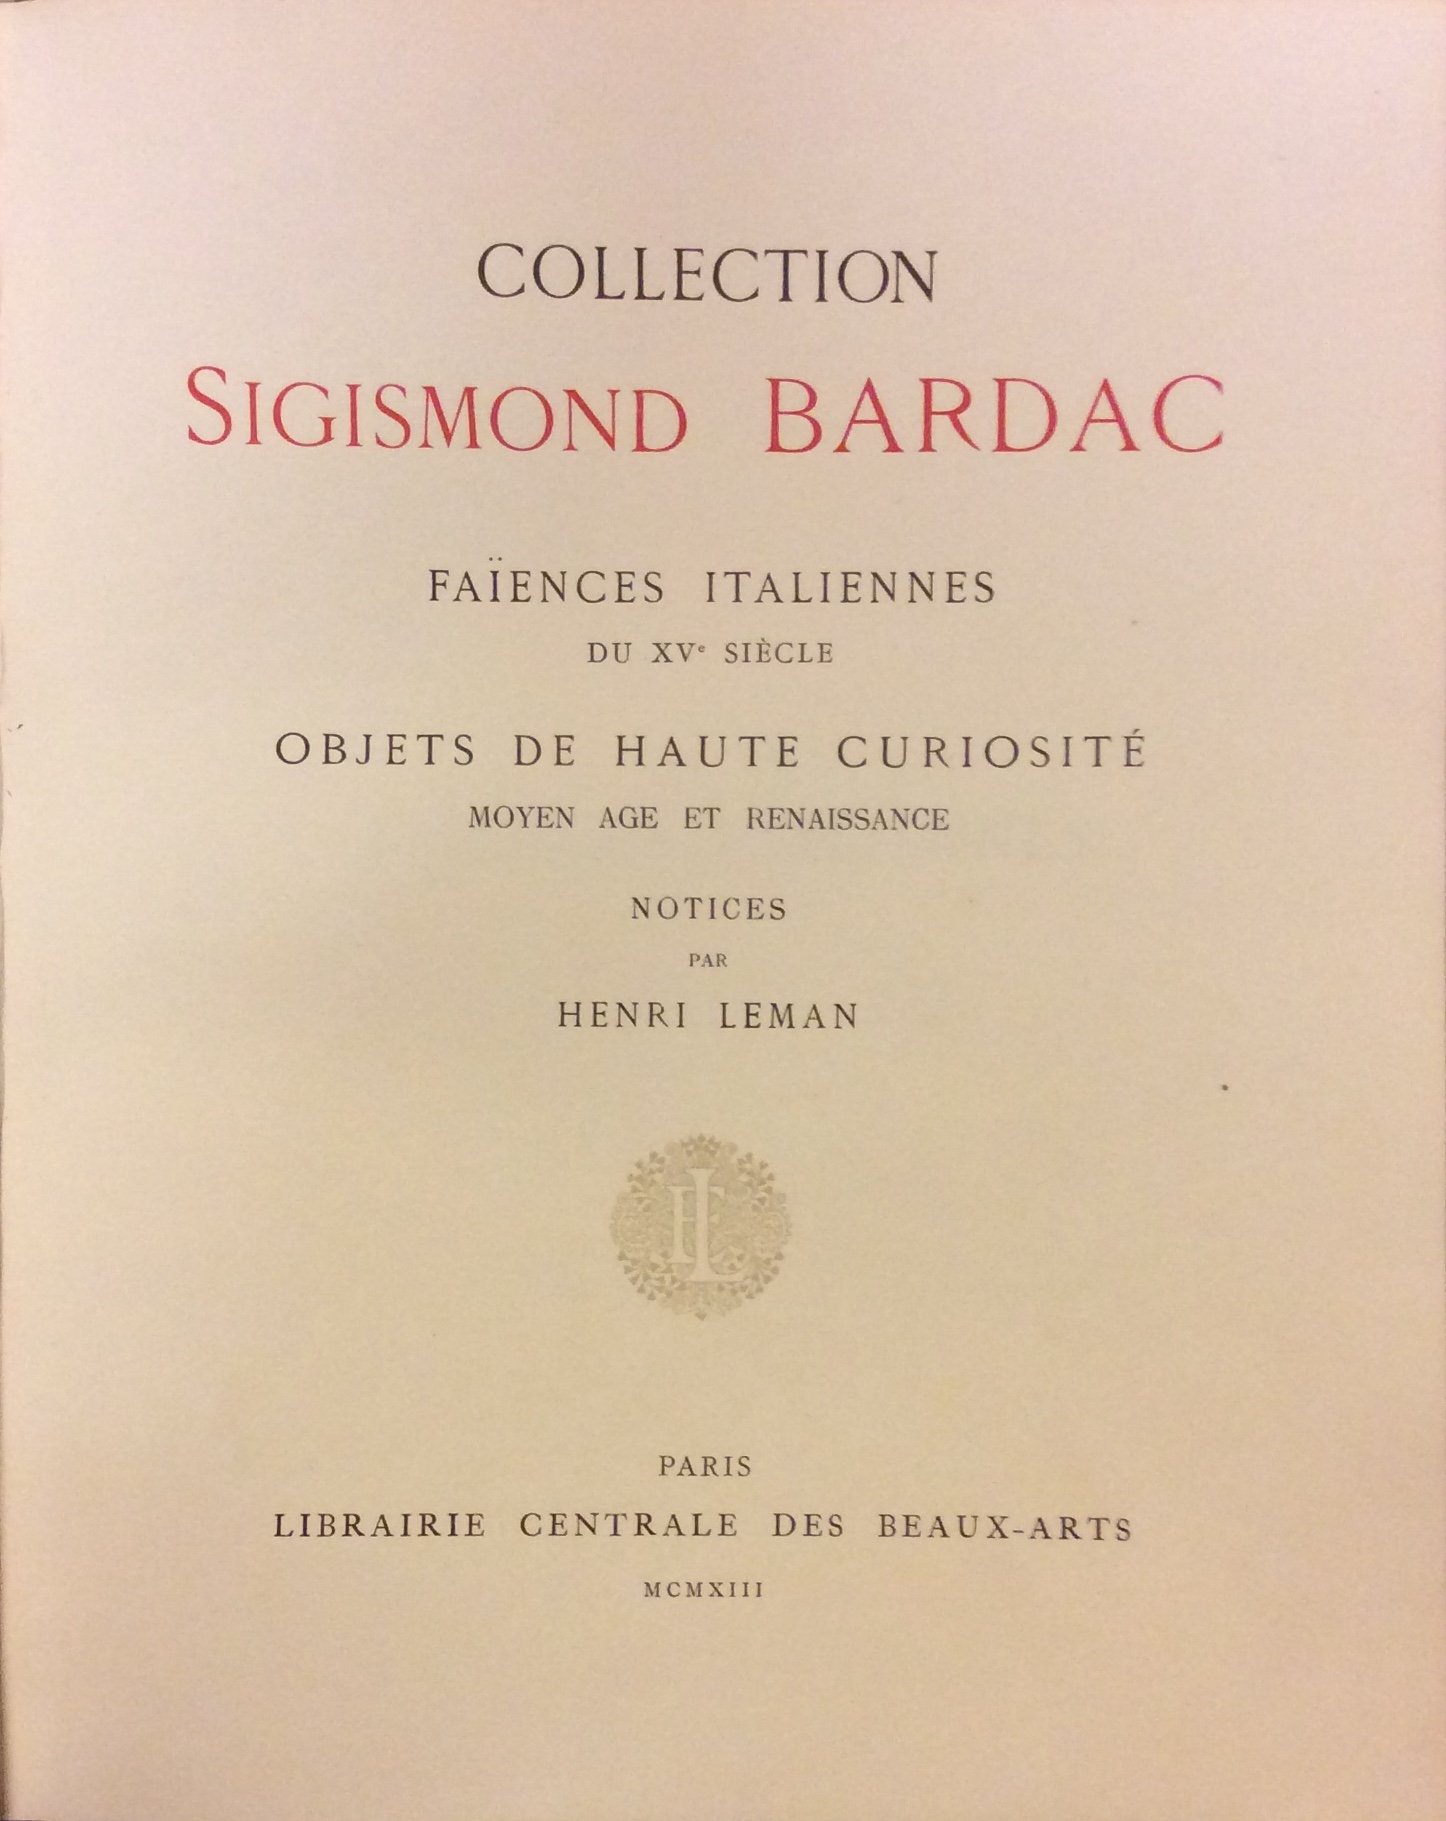 COLLECTION
SIGISMOND BARDAC
FAÏENCES ITALIENNES
DU XVe SIÈCLE
OBJETS DE HAUTE CURIOSITÉ
MOYEN AGE ET RENAISSANCE
NOTICES
PAR
HENRI LEMAN
HL
PARIS
LIBRAIRIE CENTRALE DES BEAUX-ARTS
MCMXIII